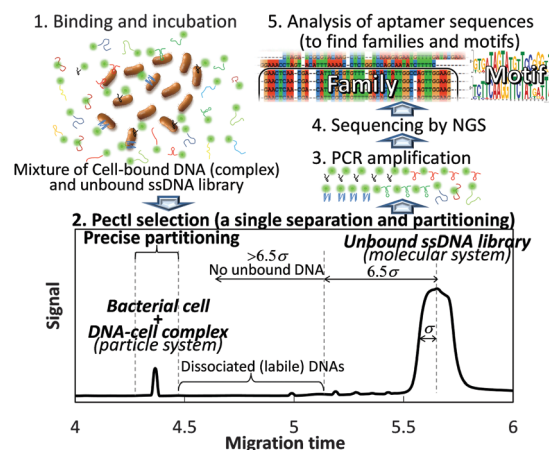 1. Binding and incubation
Mixture of Cell-bound DNA (complex)
and unbound ssDNA library
5. Analysis of aptamer sequences
(to find families and motifs)
Family
Motif
4. Sequencing by NGS
3. PCR amplification
2. PectI selection (a single separation and partitioning)
Precise partitioning
>6.5σ
No unbound DNA
Unbound ssDNA library
(molecular system)
6.5σ
Bacterial cell
+
DNA-cell complex
(particle system)
σ
Dissociated (labile) DNAs
Signal
4
4.5
5
5.5
6
Migration time